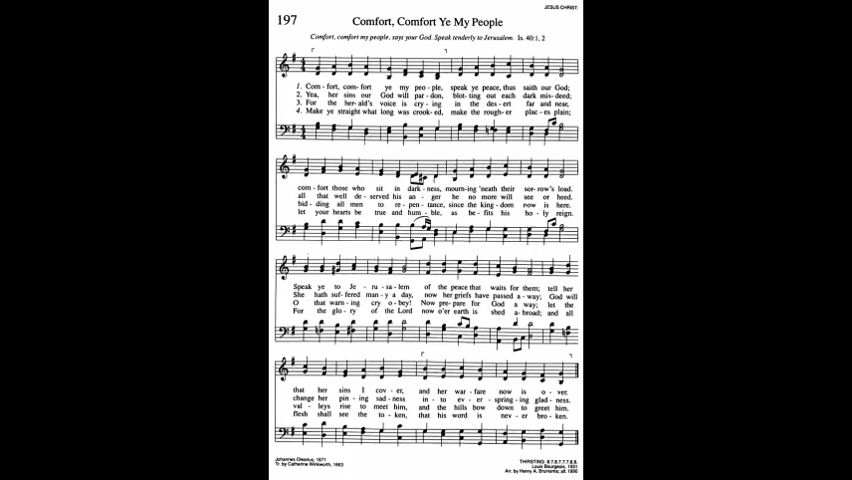 JESUS CHRIST:
197
Comfort, Comfort Ye My People
Comfort, comfort my people, says your God. Speak tenderly to Jerusalem. Is. 40:1, 2
1. Com - fort, com - fort ye my peo - ple, speak ye peace, thus saith our God;
2. Yea, her sins our God will par - don, blot - ting out each dark mis - deed;
3. For the her - ald's voice is cry - ing in the des - ert far and near,
4. Make ye straight what long was crook - ed, make the rough - er plac - es plain;
com - fort those who sit in dark - ness, mourn - ing 'neath their sor - row's load.
all that well de - served his an - ger he no more will see or heed.
bid - ding all men to re - pen - tance, since the king - dom now is here.
let your hearts be true and hum - ble, as be - fits his ho - ly reign.
Speak ye to Je - ru - sa - lem of the peace that waits for them; tell her
She hath suf - fered man - y a day, now her griefs have passed a - way; God will
O that warn - ing cry o - bey! Now pre - pare for God a way; let the
For the glo - ry of the Lord now o'er earth is shed a - broad; and all
that her sins I cov - er, and her war - fare now is o - ver.
change her pin - ing sad - ness in - to ev - er - spring - ing glad - ness.
val - leys rise to meet him, and the hills bow down to greet him.
flesh shall see the to - ken, that his word is nev - er bro - ken.
Johannes Olearius, 1671
Tr. by Catherine Winkworth, 1863
THIRSTING 8.7.8.7.7.7.8.8.
Louis Bourgeois, 1551
Arr. by Henry A. Bruinsma; alt. 1990